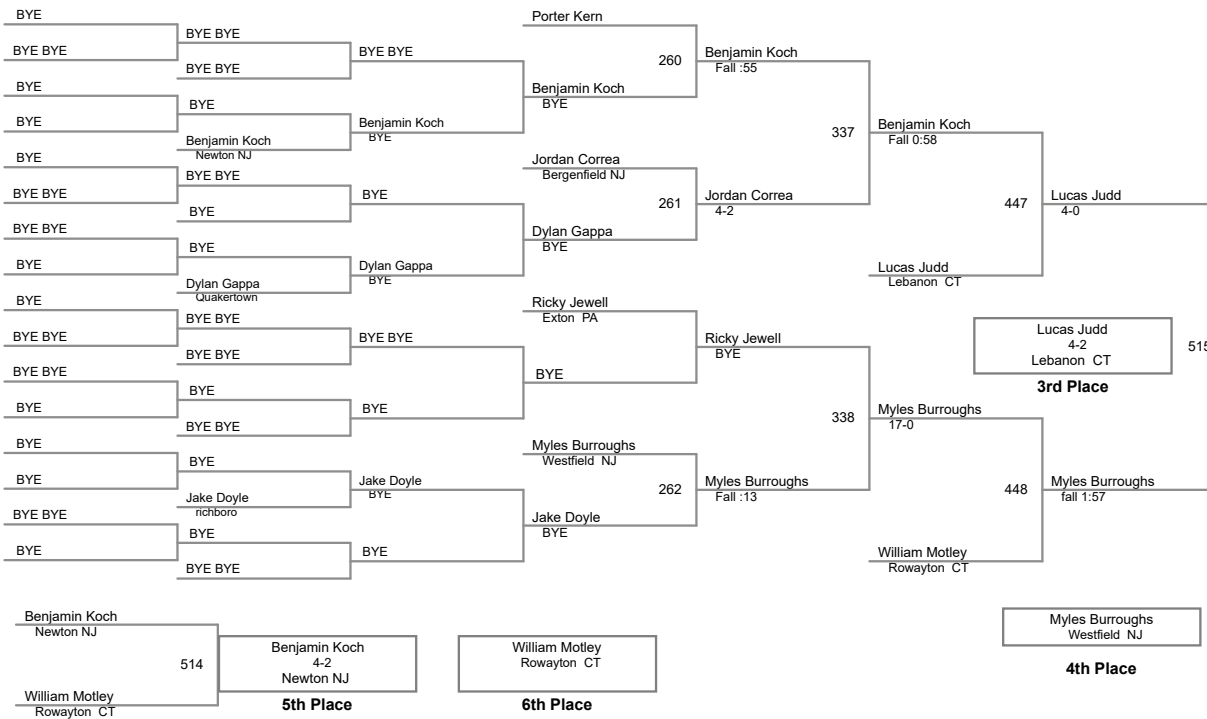 BYE
BYE BYE
BYE
BYE
BYE
BYE BYE
BYE BYE
BYE
BYE
BYE BYE
BYE BYE
BYE
BYE
BYE
BYE BYE
BYE
BYE BYE
BYE BYE
BYE
Benjamin Koch
Newton NJ
BYE BYE
BYE
BYE
Dylan Gappa
Quakertown
BYE BYE
BYE BYE
BYE
BYE BYE
BYE
Jake Doyle
richboro
BYE
BYE BYE
BYE BYE
Benjamin Koch
BYE
BYE
Dylan Gappa
BYE
BYE BYE
BYE
Jake Doyle
BYE
BYE
Porter Kern
260
Benjamin Koch
BYE
Jordan Correa
Bergenfield NJ
261
Dylan Gappa
BYE
Ricky Jewell
Exton PA
BYE
Myles Burroughs
Westfield NJ
262
Jake Doyle
BYE
Benjamin Koch
Fall :55
337
Jordan Correa
4-2
Ricky Jewell
BYE
338
Myles Burroughs
Fall :13
Benjamin Koch
Fall 0:58
447
Lucas Judd
Lebanon CT
Myles Burroughs
17-0
448
William Motley
Rowayton CT
Lucas Judd
4-0
Lucas Judd
4-2
Lebanon CT
515
3rd Place
Myles Burroughs
fall 1:57
Benjamin Koch
Newton NJ
514
William Motley
Rowayton CT
Benjamin Koch
4-2
Newton NJ
5th Place
William Motley
Rowayton CT
6th Place
Myles Burroughs
Westfield NJ
4th Place